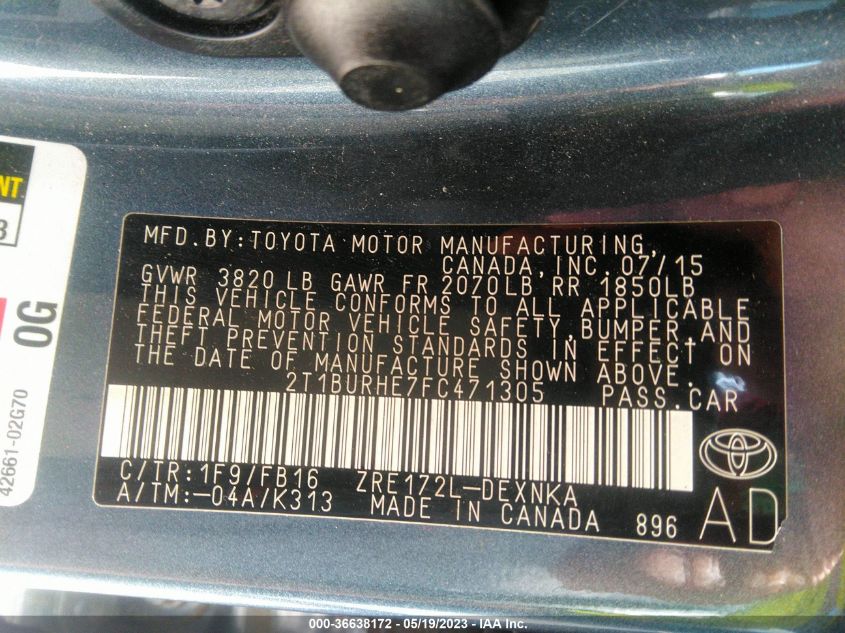 MFD.BY:TOYOTA MOTOR MANUFACTURING,
CANADA,INC.07/15
GVWR 3820 LB GAWR FR 2070LB RR 1850LB
THIS VEHICLE CONFORMS TO ALL APPLICABLE
FEDERAL MOTOR VEHICLE SAFETY,BUMPER,AND
THEFT PREVENTION STANDARDS IN EFFECT ON
THE DATE OF MANUFACTURE SHOWN ABOVE.
2T1BURHE7FC471305 PASS.CAR
C/TR:1F9/FB16 ZRE172L-DEXNKA
A/TM:-04A/K313 MADE IN CANADA 896
AD
NT
0G
42661-02G70
000-36638172 - 05/19/2023 - IAA Inc.